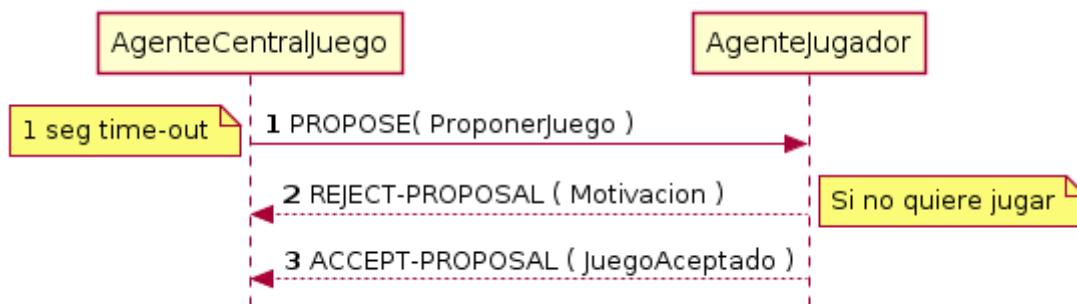 AgenteCentralJuego
AgenteJugador
1 seg time-out
1 PROPOSE( ProponerJuego )
2 REJECT-PROPOSAL ( Motivacion )
Si no quiere jugar
3 ACCEPT-PROPOSAL ( JuegoAceptado )